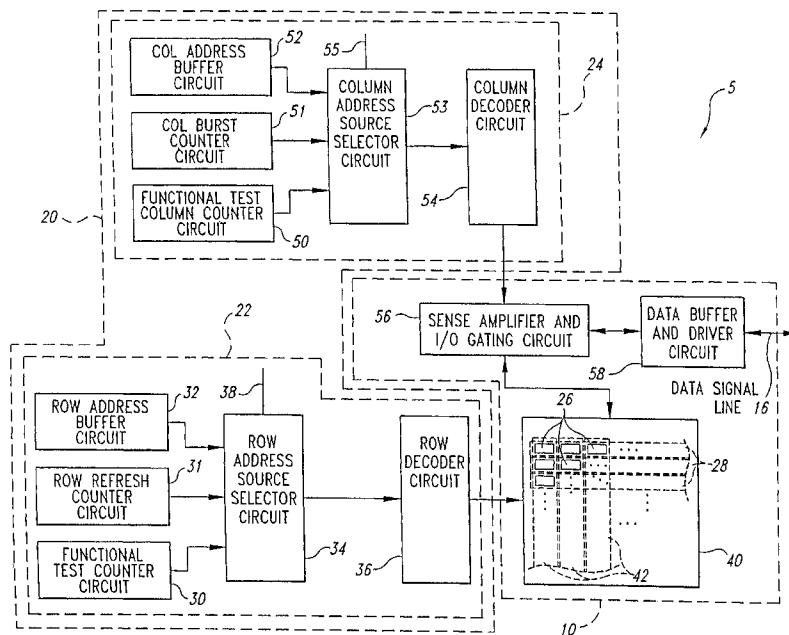 COL ADDRESS
BUFFER
CIRCUIT
52
COL BURST
COUNTER
CIRCUIT
51
FUNCTIONAL TEST
COLUMN COUNTER
CIRCUIT
50
55
COLUMN
ADDRESS
SOURCE
SELECTOR
CIRCUIT
53
COLUMN
DECODER
CIRCUIT
54
24
5
20
22
56
SENSE AMPLIFIER AND
I/O GATING CIRCUIT
DATA BUFFER
AND DRIVER
CIRCUIT
58
DATA SIGNAL
LINE 16
32
ROW ADDRESS
BUFFER
CIRCUIT
31
ROW REFRESH
COUNTER
CIRCUIT
FUNCTIONAL
TEST COUNTER
CIRCUIT
30
38
ROW
ADDRESS
SOURCE
SELECTOR
CIRCUIT
34
ROW
DECODER
CIRCUIT
36
26
28
42
40
10